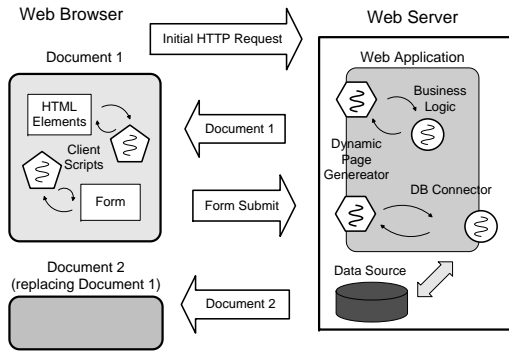 Web Browser
Web Server
Document 1
Initial HTTP Request
Web Application
HTML
Elements
Client
Scripts
Form
Document 1
Business
Logic
Dynamic
Page
Genereator
Form Submit
DB Connector
Document 2
(replacing Document 1)
Document 2
Data Source